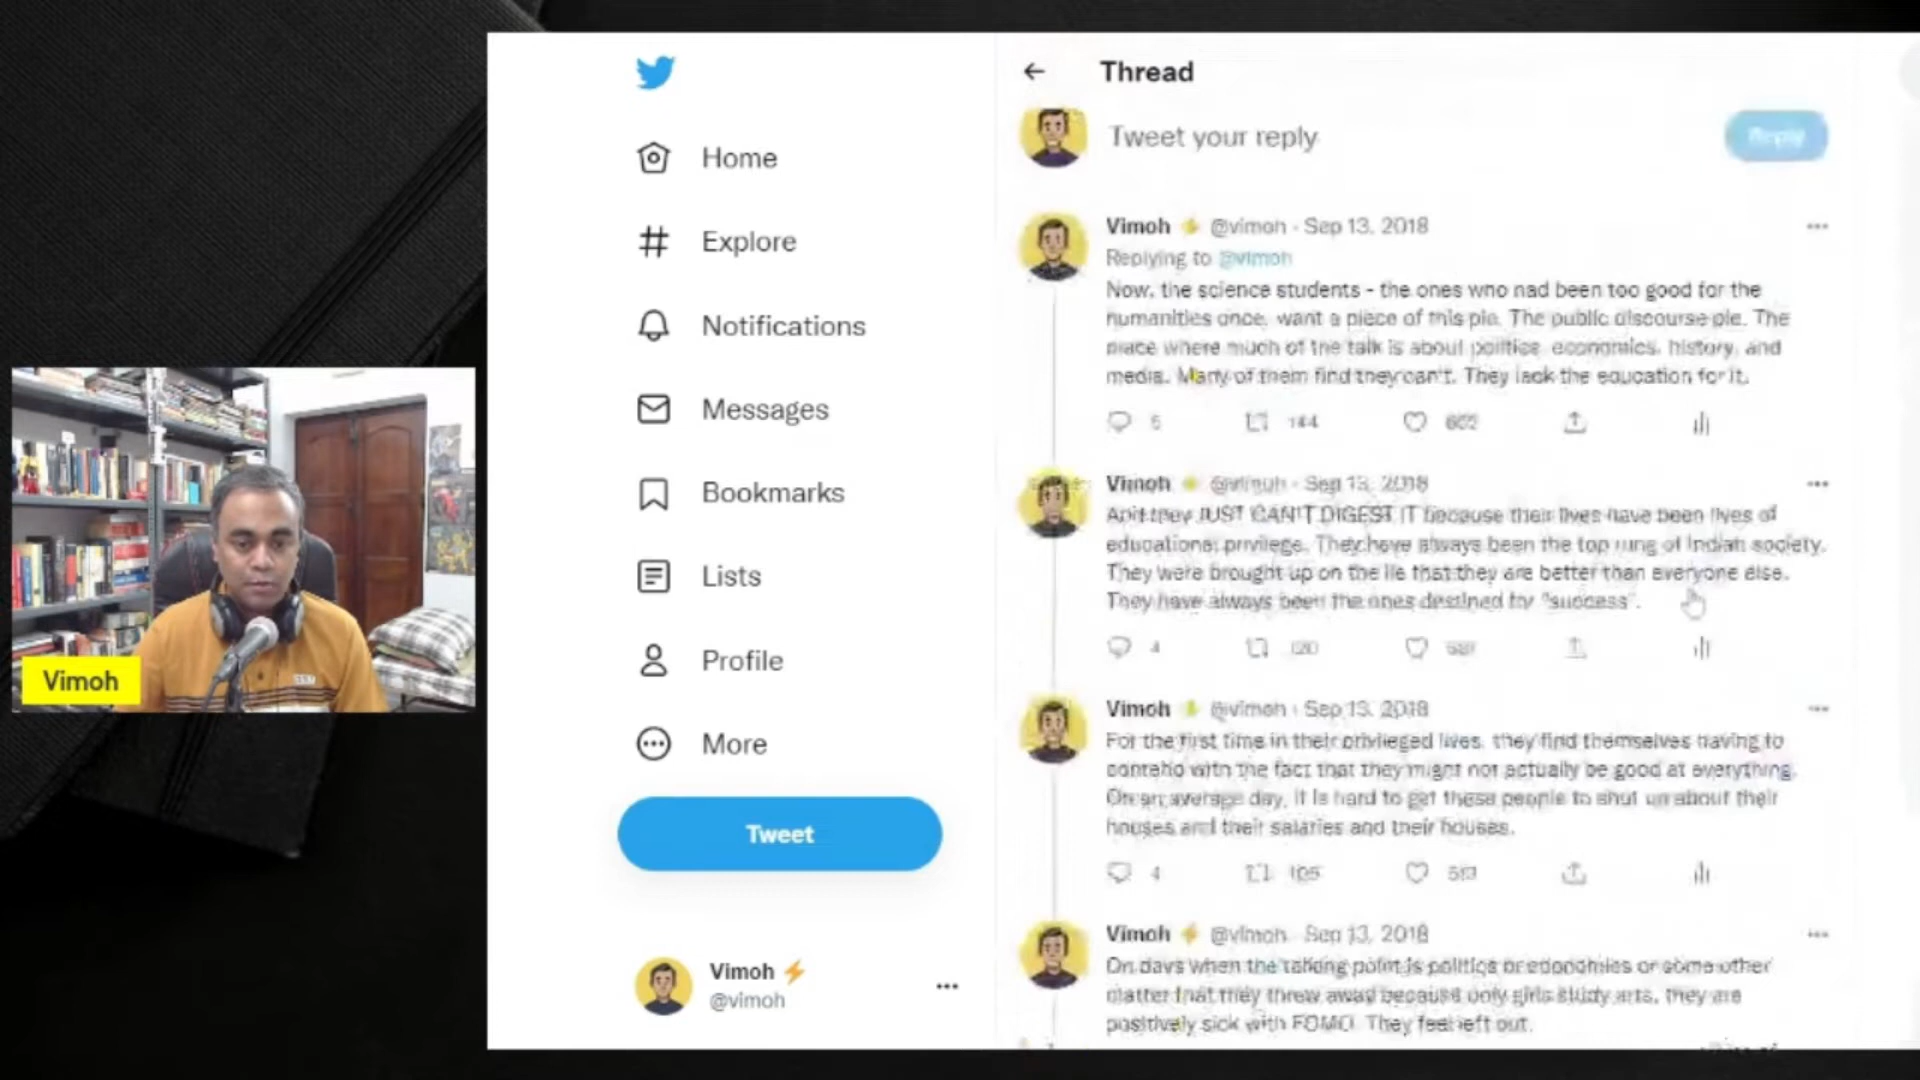 Thread
Home
Explore
Notifications
Messages
Bookmarks
Lists
Profile
More
Tweet
Vimoh
@vimoh
Vimoh
Tweet your reply
Reply
Vimoh @vimoh · Sep 13, 2018
Replying to @vimoh
Now, the science students - the ones who had been too good for the
humanities once, want a piece of this pie. The public discourse pie. The
place where much of the talk is about politics, economics, history, and
media. Many of them find they can't. They lack the education for it.
5 144 602
Vimoh @vimoh · Sep 13, 2018
And they JUST CAN'T DIGEST IT because their lives have been lives of
educational privilege. They have always been the top rung of Indian society.
They were brought up on the lie that they are better than everyone else.
They have always been the ones destined for "success".
4 120
Vimoh @vimoh · Sep 13, 2018
For the first time in their privileged lives, they find themselves having to
contend with the fact that they might not actually be good at everything.
On an average day, it is hard to get these people to shut up about their
houses and their salaries and their houses.
4 105
Vimoh @vimoh · Sep 13, 2018
On days when the talking point is politics or economics or some other
matter that they threw away because only girls study arts, they are
positively sick with FOMO. They feel left out.